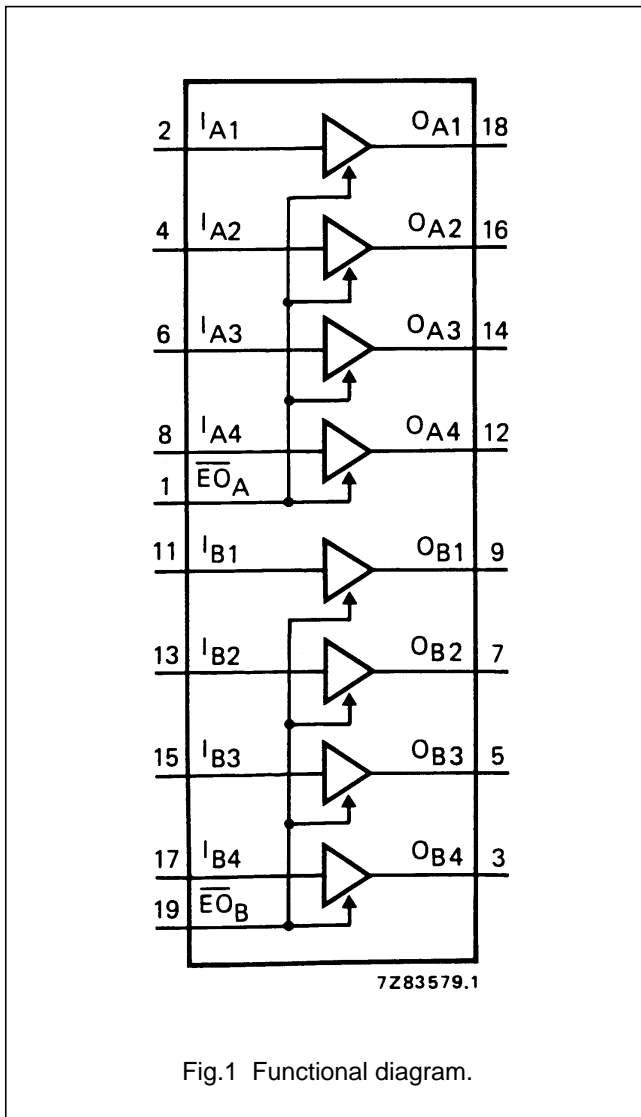 2 I_A1 O_A1 18
4 I_A2 O_A2 16
6 I_A3 O_A3 14
8 I_A4 O_A4 12
1 E̅O̅_A
11 I_B1 O_B1 9
13 I_B2 O_B2 7
15 I_B3 O_B3 5
17 I_B4 O_B4 3
19 E̅O̅_B
7Z83579.1
Fig.1 Functional diagram.